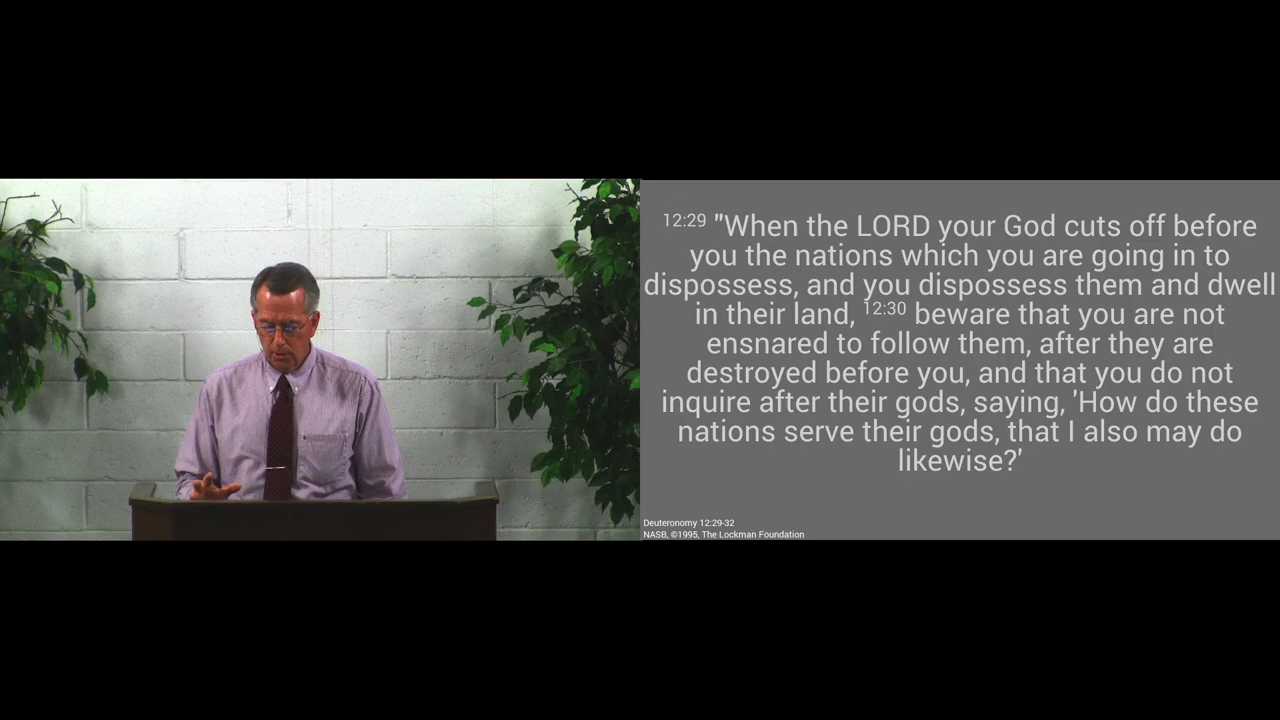 12:29 "When the LORD your God cuts off before
you the nations which you are going in to
dispossess, and you dispossess them and dwell
in their land, 12:30 beware that you are not
ensnared to follow them, after they are
destroyed before you, and that you do not
inquire after their gods, saying, 'How do these
nations serve their gods, that I also may do
likewise?'
Deuteronomy 12:29-32
NASB, ©1995, The Lockman Foundation